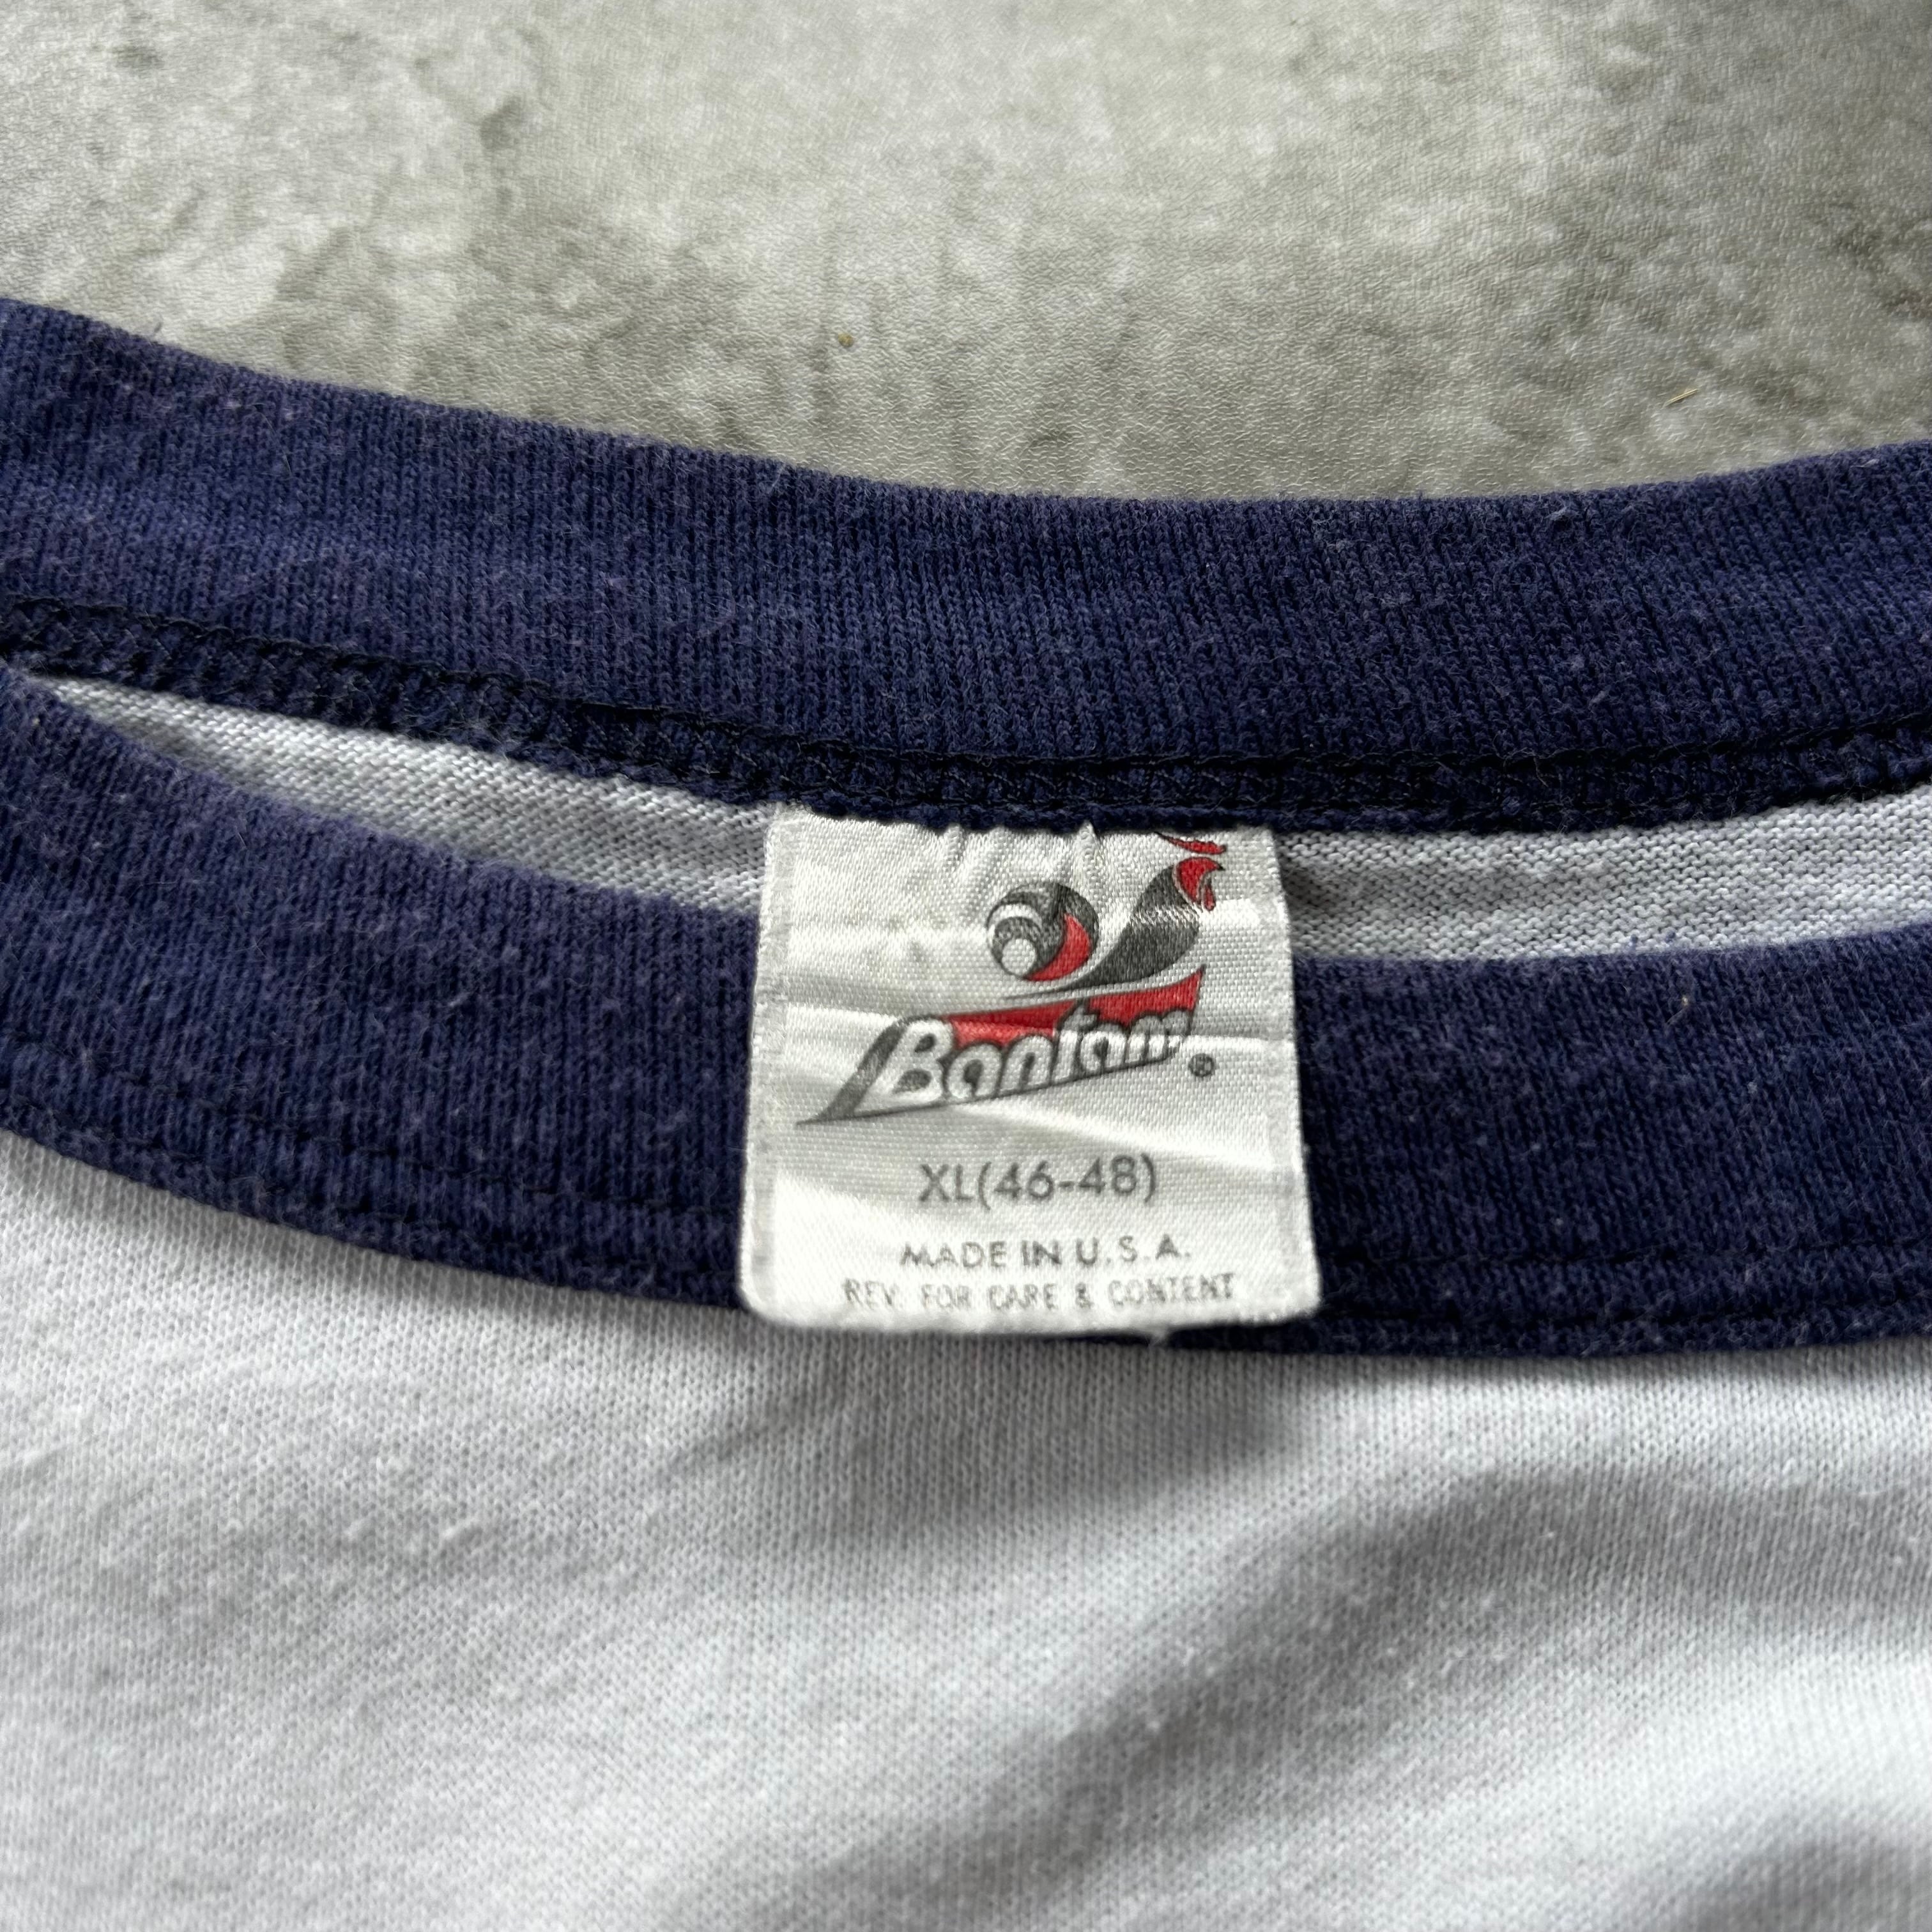 Bantam®
XL(46-48)
MADE IN U.S.A.
REV. FOR CARE & CONTENT